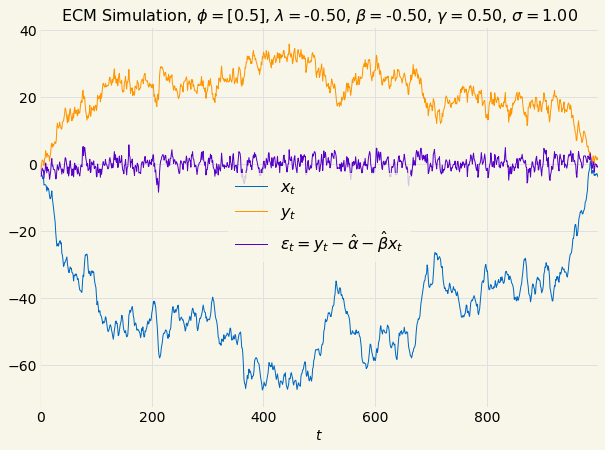 ECM Simulation, ϕ = [0.5], λ = -0.50, β = -0.50, γ = 0.50, σ = 1.00
40
20
0
−20
−40
−60
x_t
y_t
ε_t = y_t − α̂ − β̂x_t
0 200 400 600 800
t